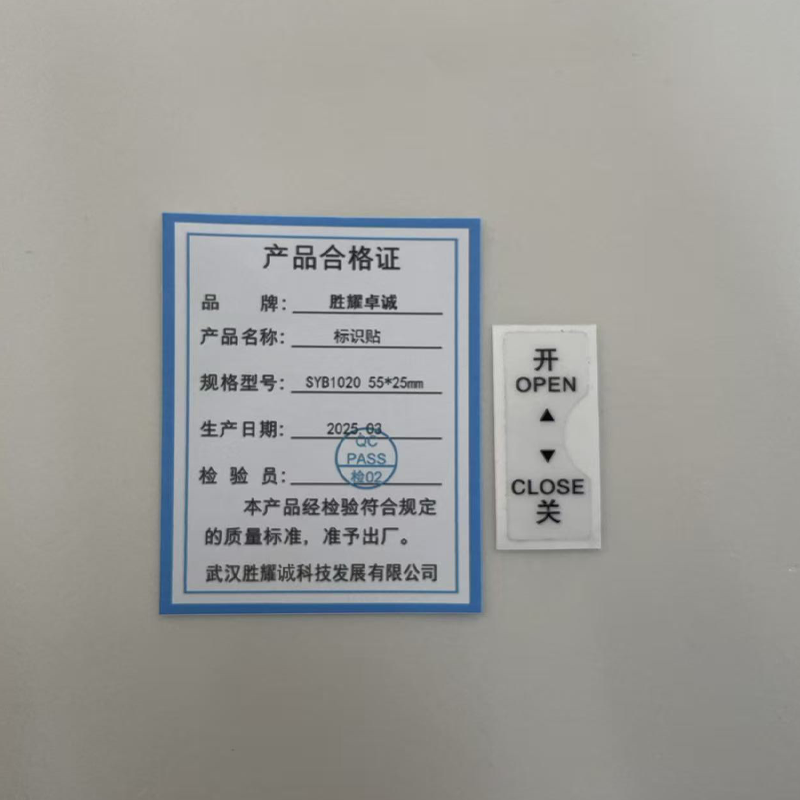 产品合格证
品 牌: 胜耀卓诚
产品名称: 标识贴
规格型号: SYB1020 55*25mm
生产日期: 2025.03
检 验 员:
QC
PASS
检02
本产品经检验符合规定
的质量标准，准予出厂。
武汉胜耀诚科技发展有限公司
开
OPEN
▲
▼
CLOSE
关